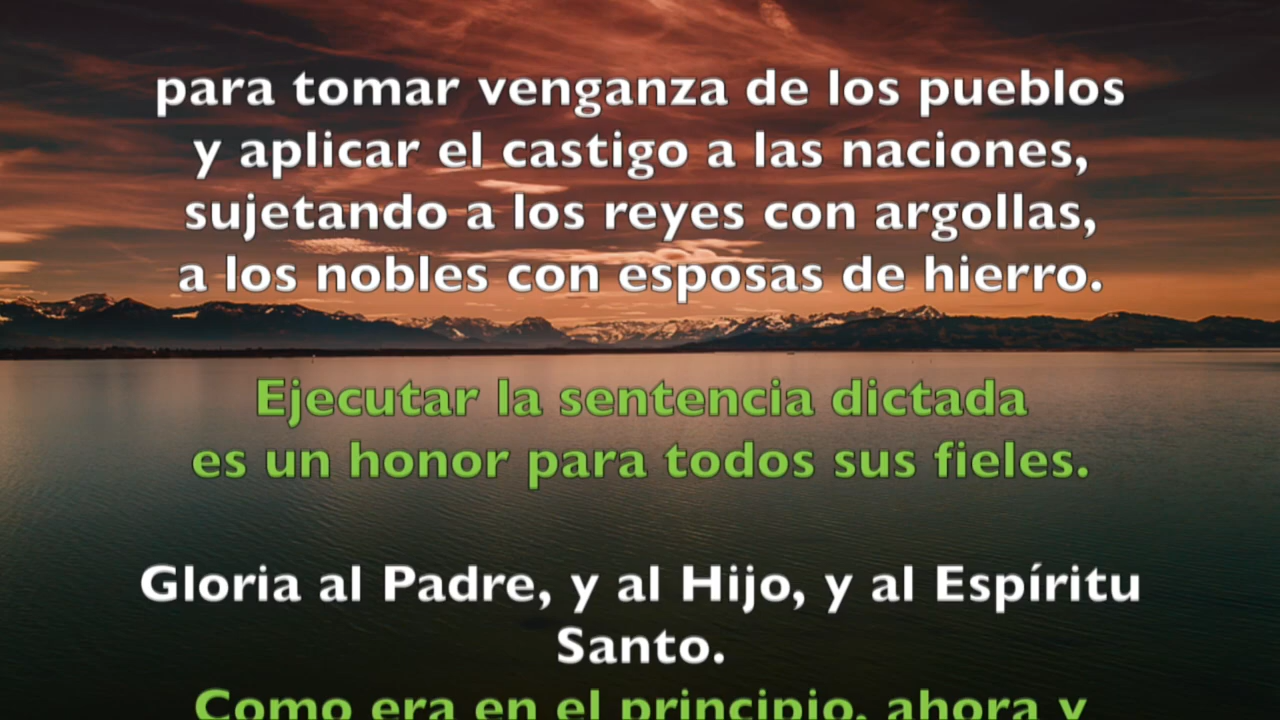 para tomar venganza de los pueblos
y aplicar el castigo a las naciones,
sujetando a los reyes con argollas,
a los nobles con esposas de hierro.
Ejecutar la sentencia dictada
es un honor para todos sus fieles.
Gloria al Padre, y al Hijo, y al Espíritu
Santo.
Como era en el principio, ahora y